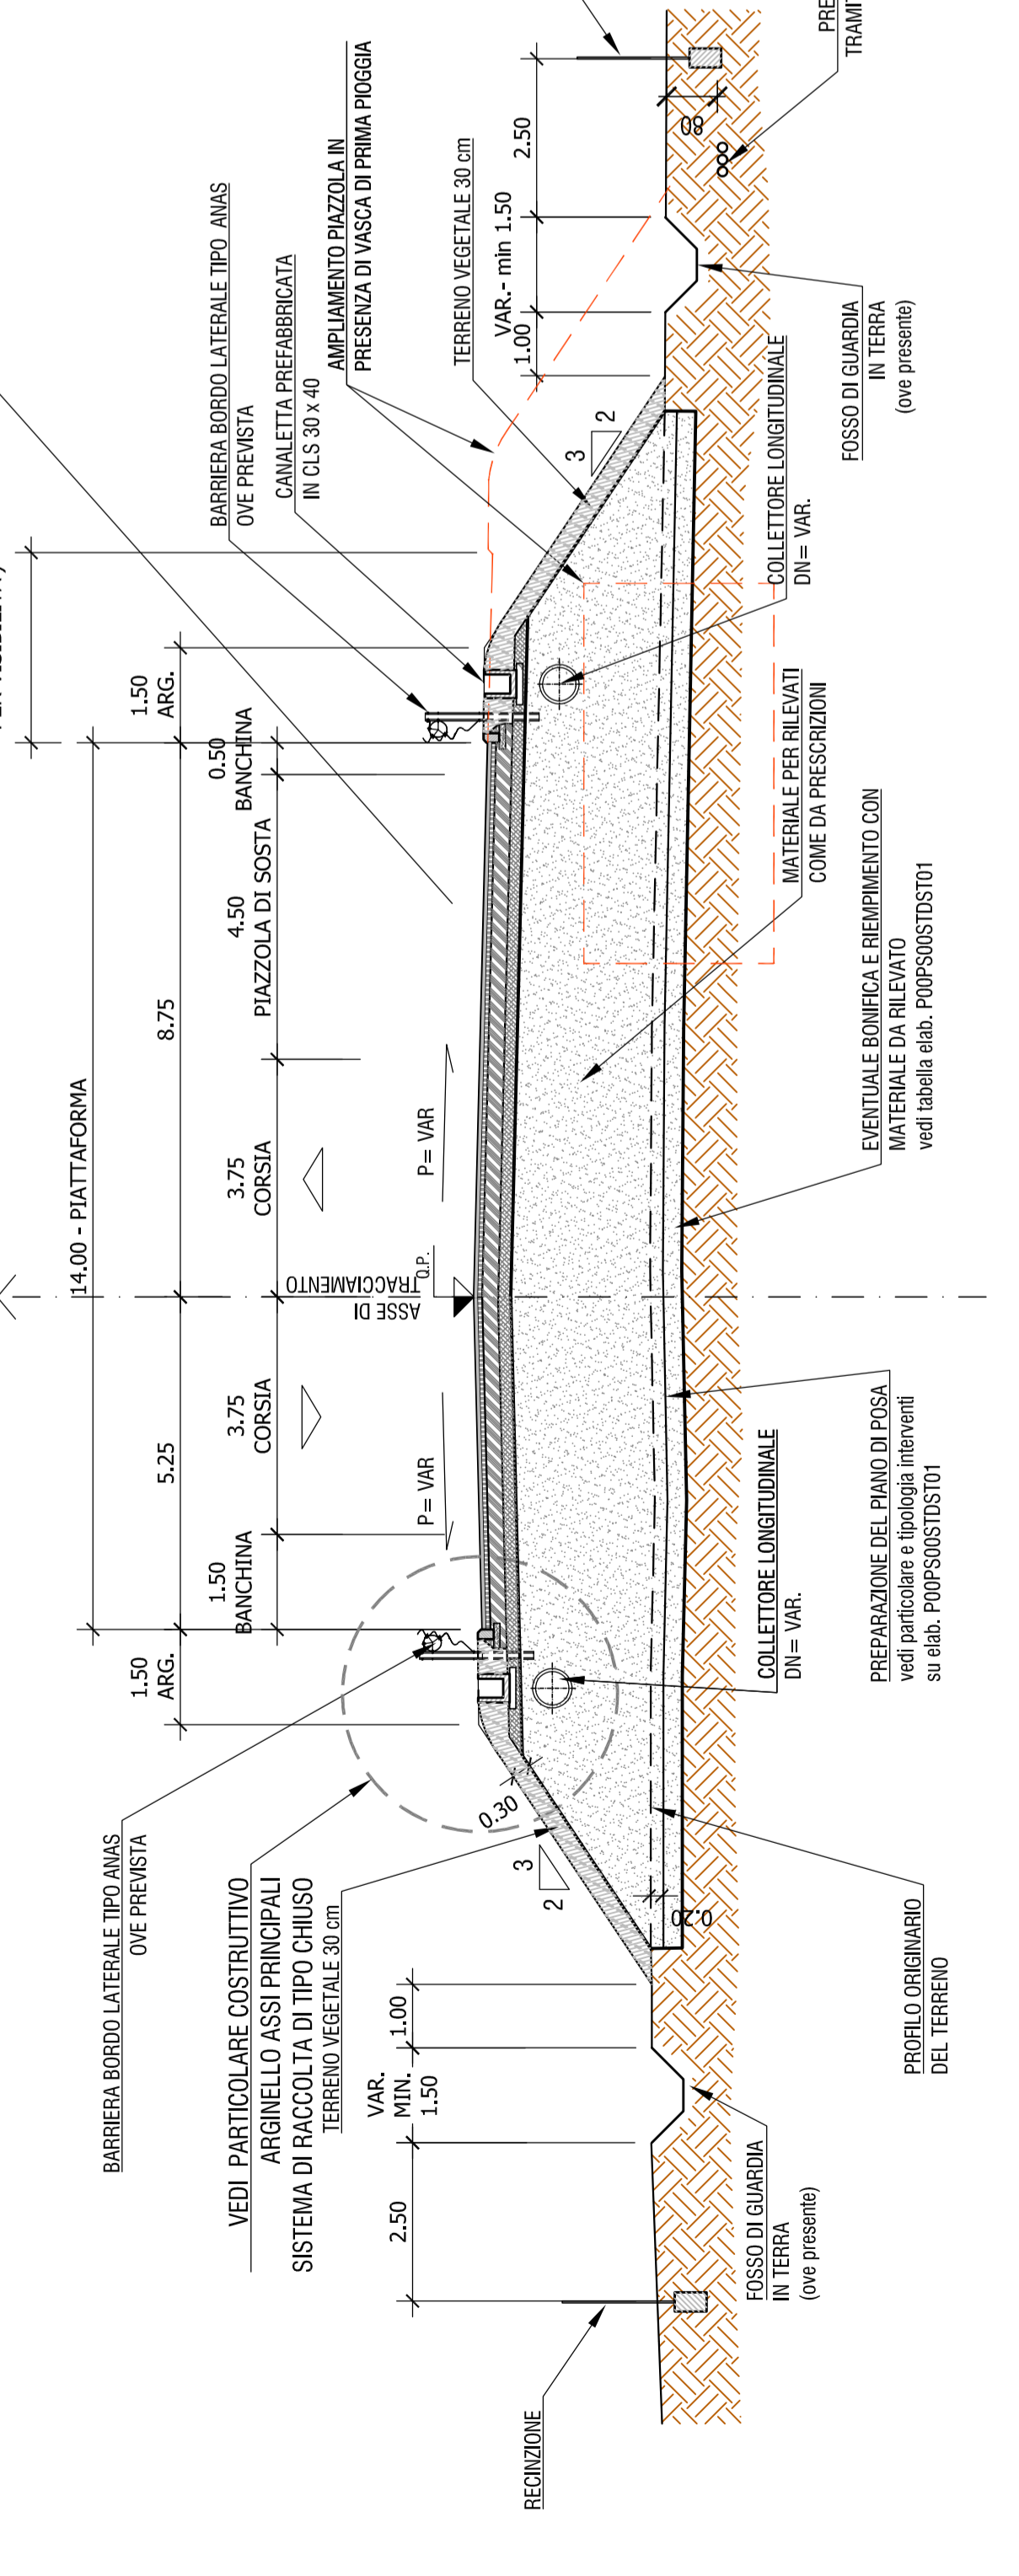 14.00 - PIATTAFORMA
5.25
8.75
1.50
ARG.
1.50
BANCHINA
3.75
CORSIA
3.75
CORSIA
4.50
PIAZZOLA DI SOSTA
0.50
BANCHINA
1.50
ARG.
ASSE DI
TRACCIAMENTO
Q.P.
P= VAR
P= VAR
BARRIERA BORDO LATERALE TIPO ANAS
OVE PREVISTA
VEDI PARTICOLARE COSTRUTTIVO
ARGINELLO ASSI PRINCIPALI
SISTEMA DI RACCOLTA DI TIPO CHIUSO
TERRENO VEGETALE 30 cm
BARRIERA BORDO LATERALE TIPO ANAS
OVE PREVISTA
CANALETTA PREFABBRICATA
IN CLS 30 x 40
AMPLIAMENTO PIAZZOLA IN
PRESENZA DI VASCA DI PRIMA PIOGGIA
TERRENO VEGETALE 30 cm
2.50
VAR.
MIN.
1.50
1.00
0.30
3
2
0.20
1.00
VAR.- min 1.50
2.50
3
2
80
RECINZIONE
FOSSO DI GUARDIA
IN TERRA
(ove presente)
PROFILO ORIGINARIO
DEL TERRENO
COLLETTORE LONGITUDINALE
DN= VAR.
PREPARAZIONE DEL PIANO DI POSA
vedi particolare e tipologia interventi
su elab. P00PS00STDST01
EVENTUALE BONIFICA E RIEMPIMENTO CON
MATERIALE DA RILEVATO
vedi tabella elab. P00PS00STDST01
MATERIALE PER RILEVATI
COME DA PRESCRIZIONI
COLLETTORE LONGITUDINALE
DN= VAR.
FOSSO DI GUARDIA
IN TERRA
(ove presente)
PRE
TRAMI